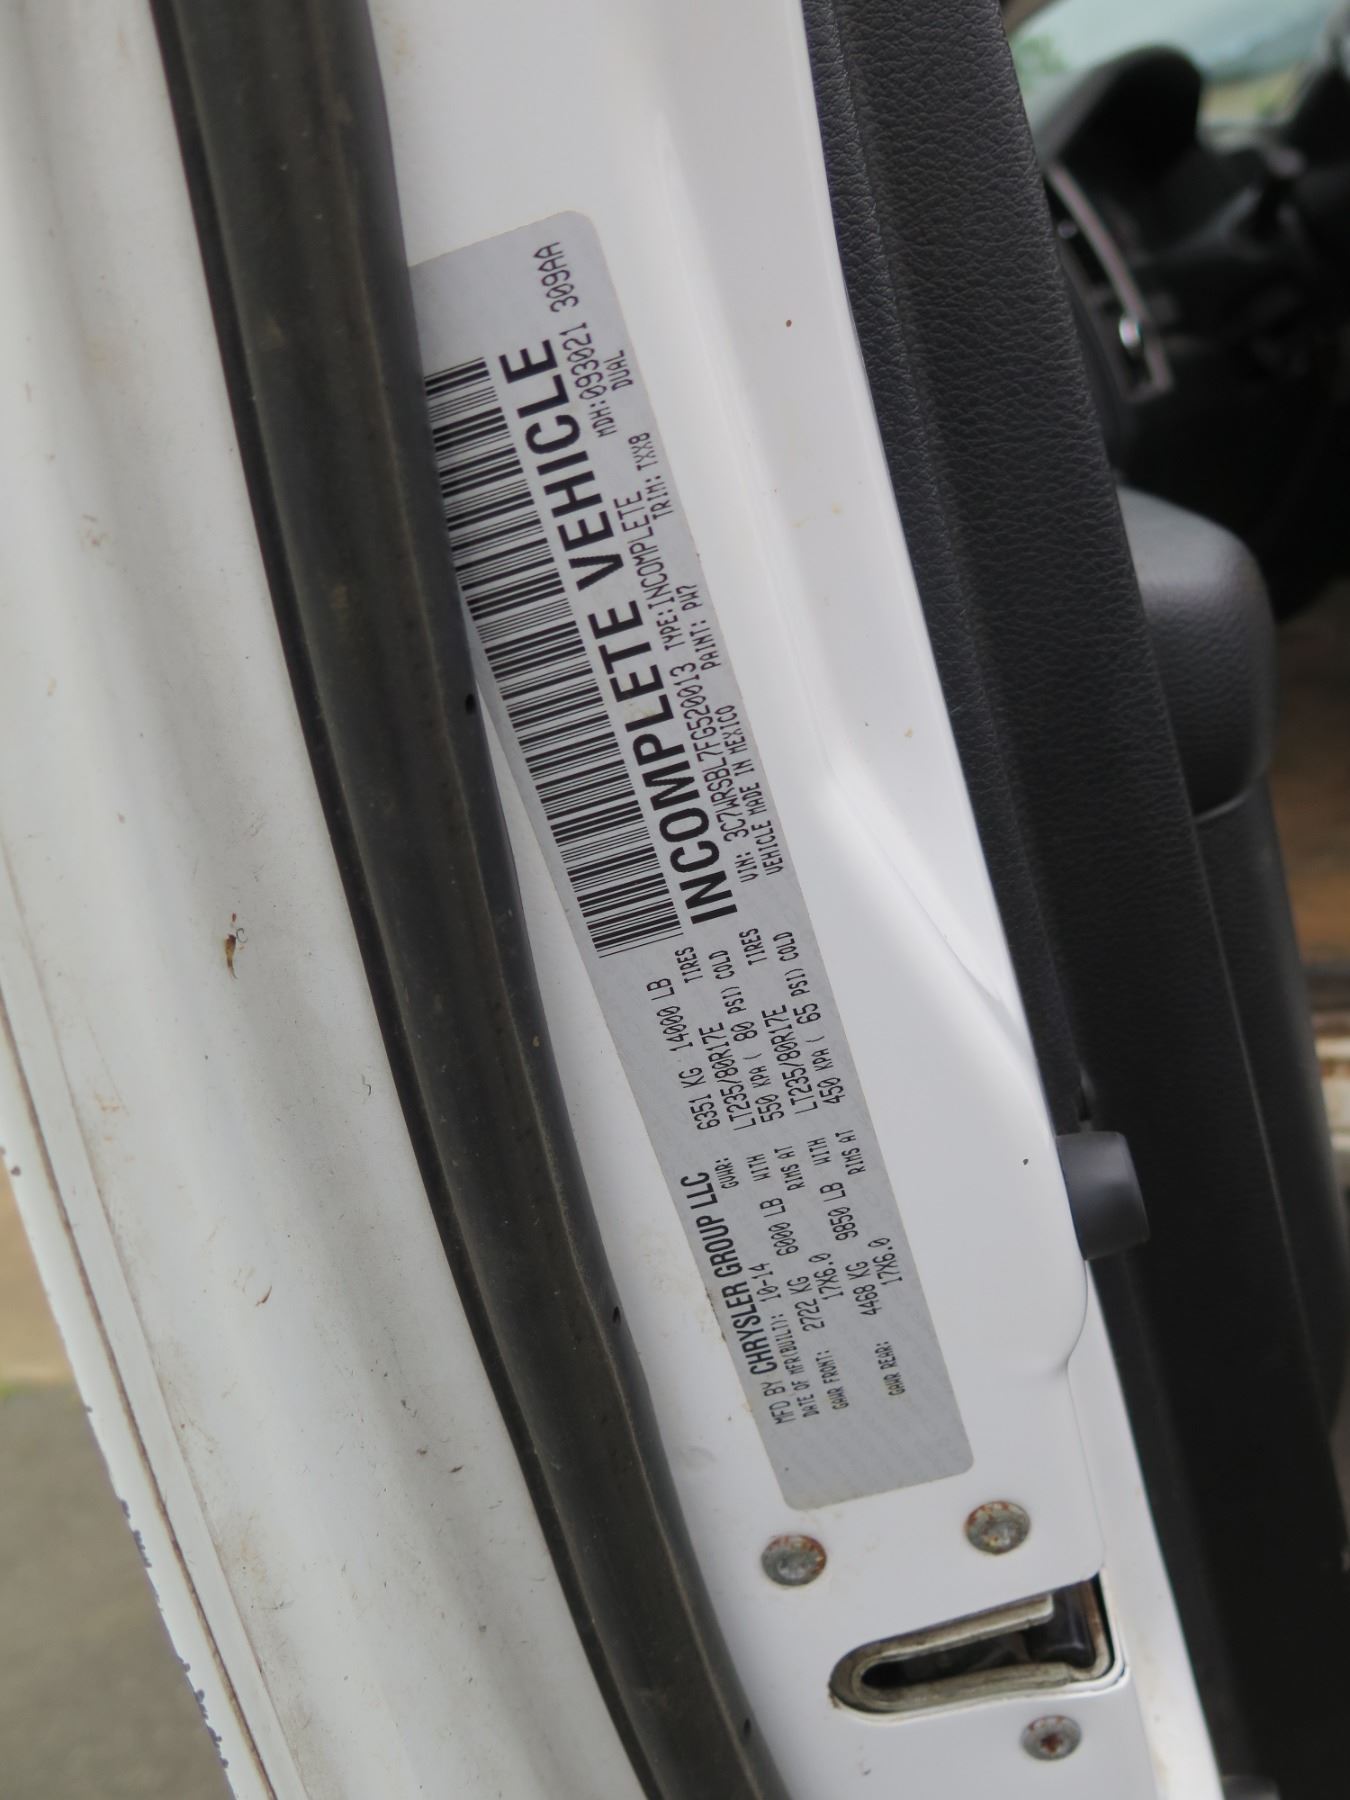 INCOMPLETE VEHICLE
MFD BY CHRYSLER GROUP LLC
DATE OF MFR(BUILT): 10-14 GVWR: 6351 KG 14000 LB
GAWR FRONT: 2722 KG 6000 LB WITH LT235/80R17E TIRES
17X6.0 RIMS AT 550 KPA( 80 PSI) COLD
GAWR REAR: 4468 KG 9850 LB WITH LT235/80R17E TIRES
17X6.0 RIMS AT 450 KPA( 65 PSI) COLD
MDH: 093021 309AA
VIN: 3C7WRSBL7FG520013 TYPE: INCOMPLETE DUAL
VEHICLE MADE IN MEXICO PAINT: PW7 TRIM: TXX8